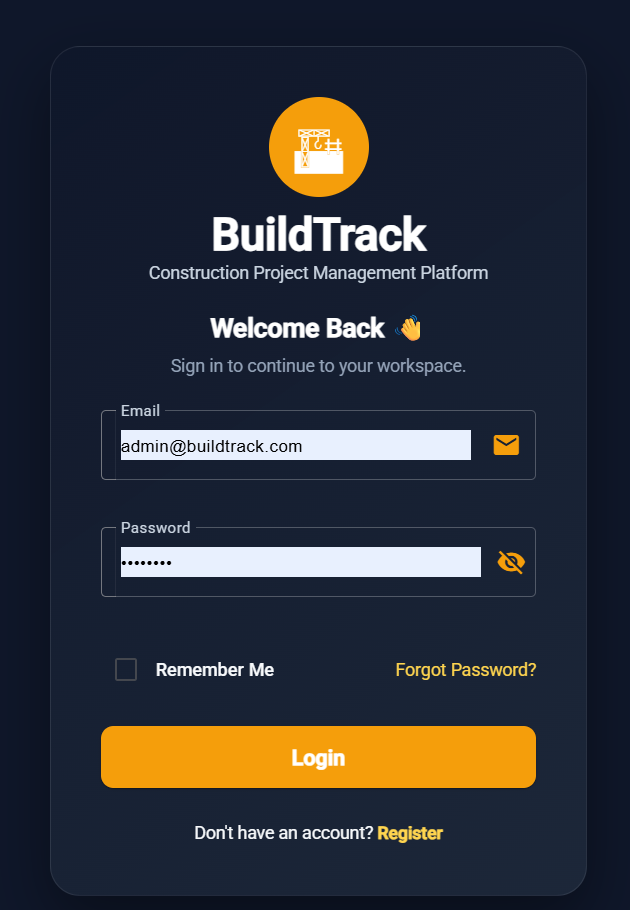 BuildTrack
Construction Project Management Platform
Welcome Back 👋
Sign in to continue to your workspace.
Email
admin@buildtrack.com
Password
••••••••
Remember Me
Forgot Password?
Login
Don't have an account? Register